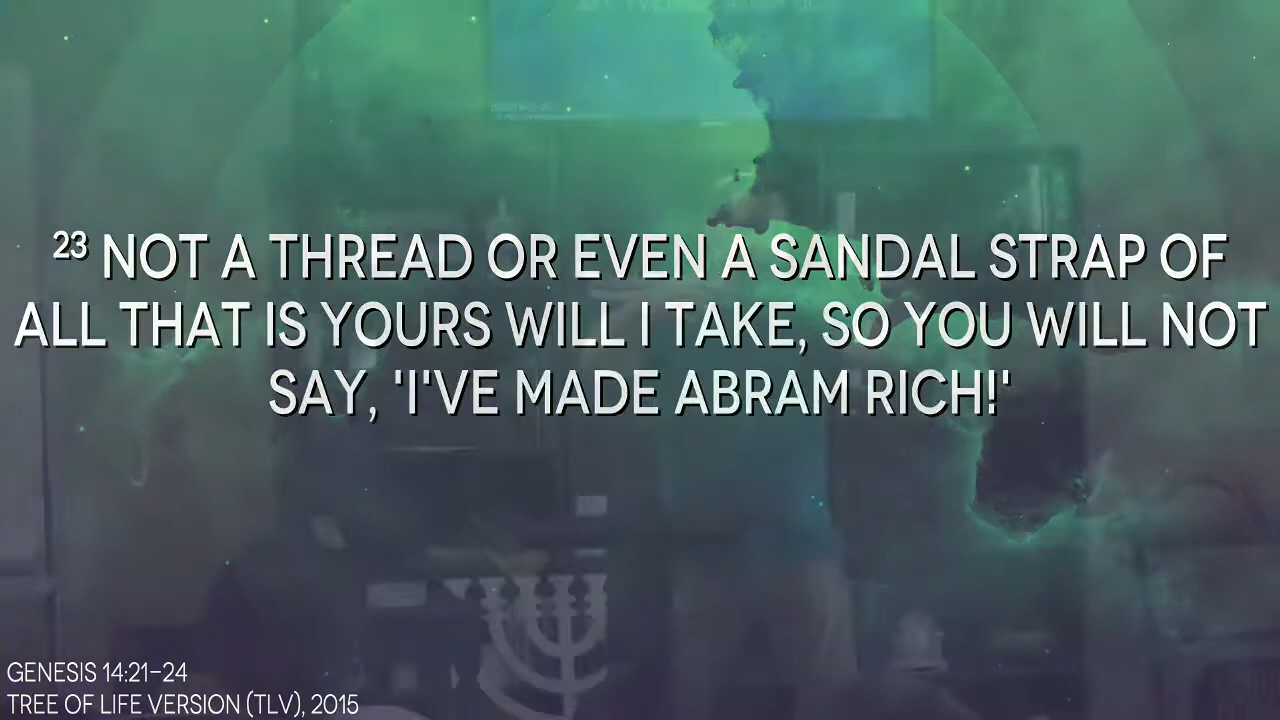 ²³ NOT A THREAD OR EVEN A SANDAL STRAP OF
ALL THAT IS YOURS WILL I TAKE, SO YOU WILL NOT
SAY, 'I'VE MADE ABRAM RICH!'
GENESIS 14:21–24
TREE OF LIFE VERSION (TLV), 2015